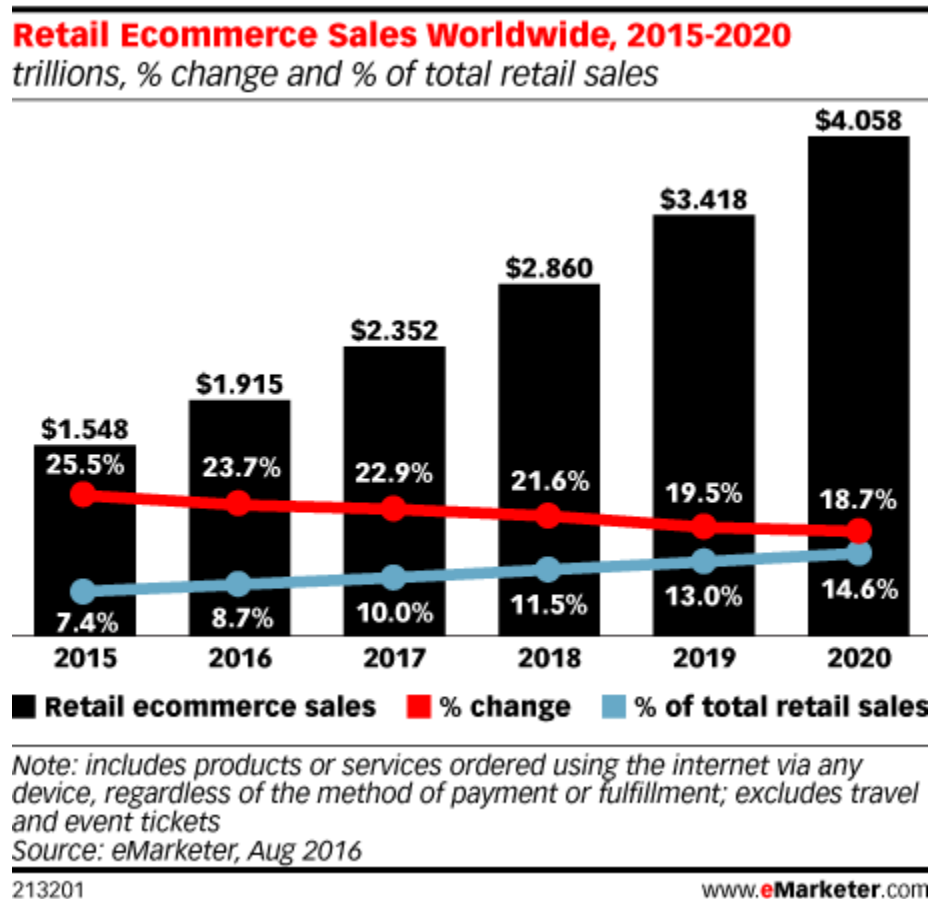 Retail Ecommerce Sales Worldwide, 2015-2020
trillions, % change and % of total retail sales
$4.058
$3.418
$2.860
$2.352
$1.915
$1.548
25.5% 23.7% 22.9% 21.6% 19.5% 18.7%
7.4% 8.7% 10.0% 11.5% 13.0% 14.6%
2015 2016 2017 2018 2019 2020
Retail ecommerce sales % change % of total retail sales
Note: includes products or services ordered using the internet via any
device, regardless of the method of payment or fulfillment; excludes travel
and event tickets
Source: eMarketer, Aug 2016
213201 www.eMarketer.com